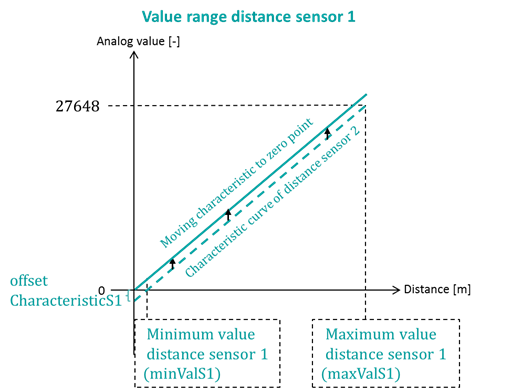 Value range distance sensor 1
Analog value [-]
27648
Moving characteristic to zero point
Characteristic curve of distance sensor 2
offset
CharacteristicS1
0
Distance [m]
Minimum value
distance sensor 1
(minValS1)
Maximum value
distance sensor 1
(maxValS1)